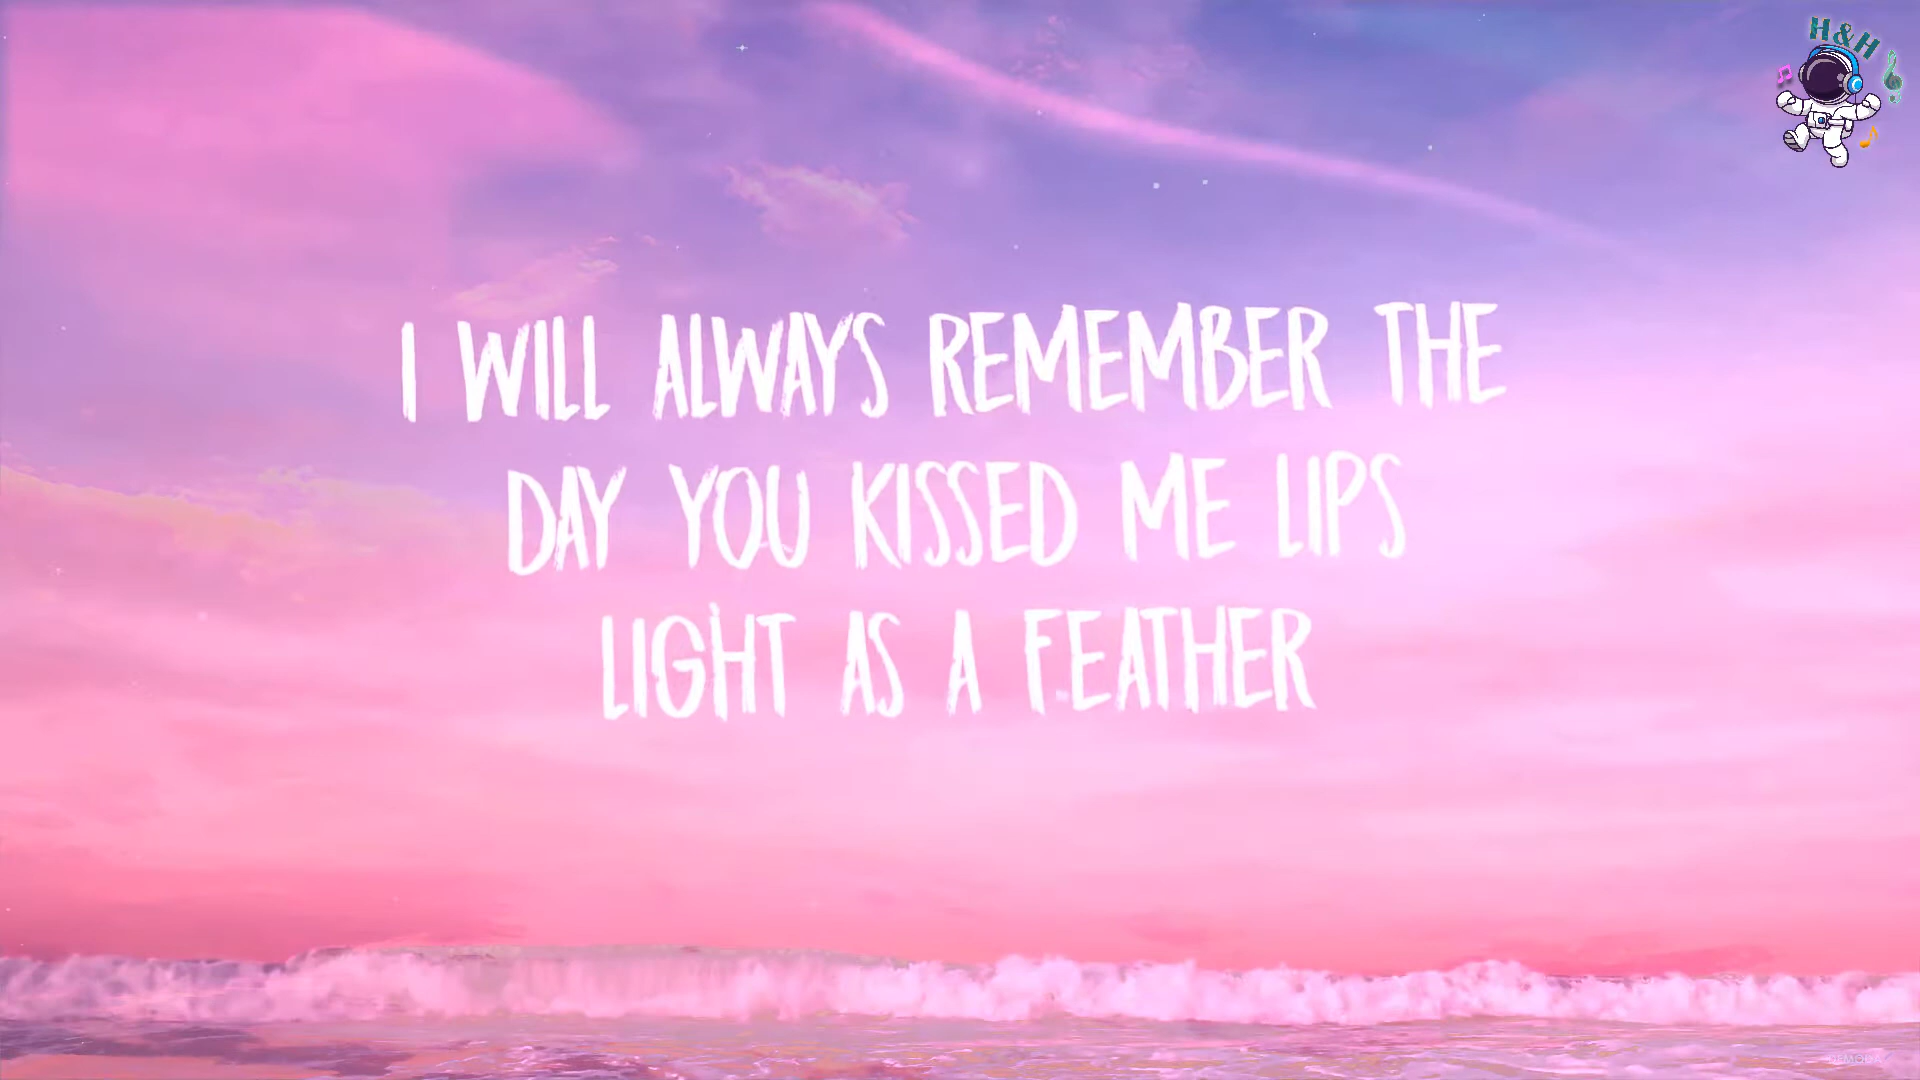 H&H
I WILL ALWAYS REMEMBER THE
DAY YOU KISSED ME LIPS
LIGHT AS A FEATHER